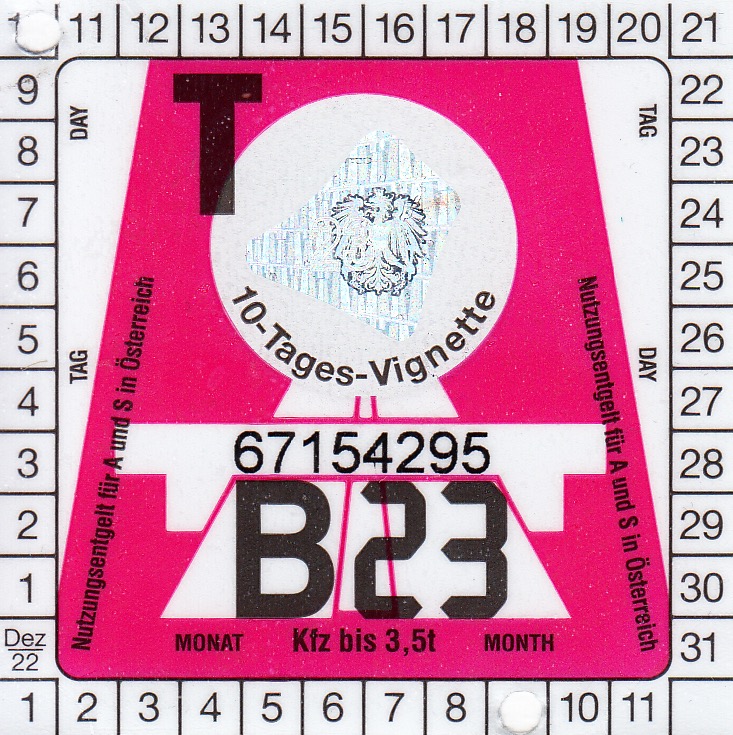 1 11 12 13 14 15 16 17 18 19 20 21
9 22
8 23
7 24
6 25
5 26
4 27
3 28
2 29
1 30
Dez
22
31
1 2 3 4 5 6 7 8 10 11
DAY
TAG
T
10-Tages-Vignette
TAG
DAY
Nutzungsentgelt für A und S in Österreich
Nutzungsentgelt für A und S in Österreich
67154295
B23
MONAT Kfz bis 3,5t MONTH